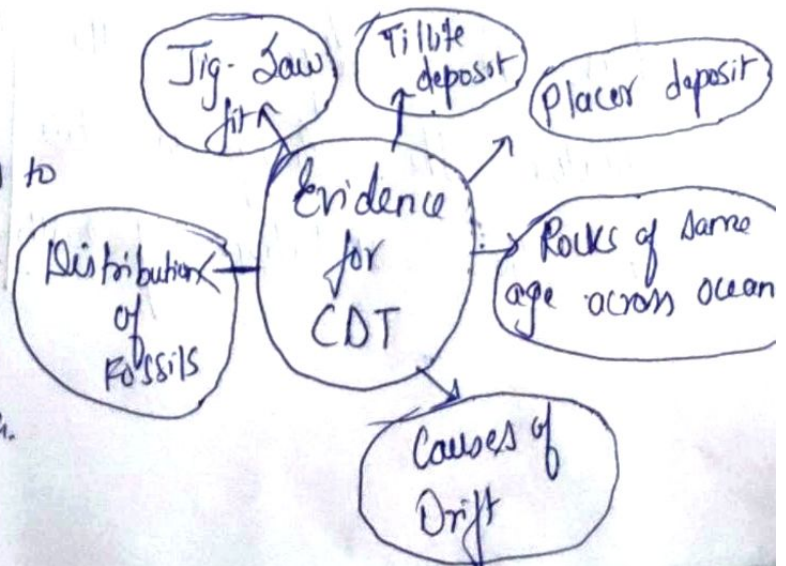 Jig-Saw
fit
Tillite
deposit
Placer deposit
to
Evidence
for
CDT
Rocks of same
age across ocean
Distribution
of
Fossils
Causes of
Drift